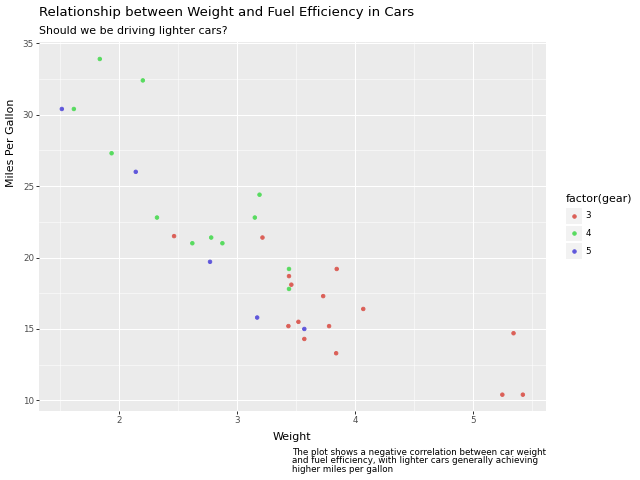 Relationship between Weight and Fuel Efficiency in Cars
Should we be driving lighter cars?
35
30
25
20
15
10
Miles Per Gallon
2 3 4 5
Weight
factor(gear)
3
4
5
The plot shows a negative correlation between car weight
and fuel efficiency, with lighter cars generally achieving
higher miles per gallon